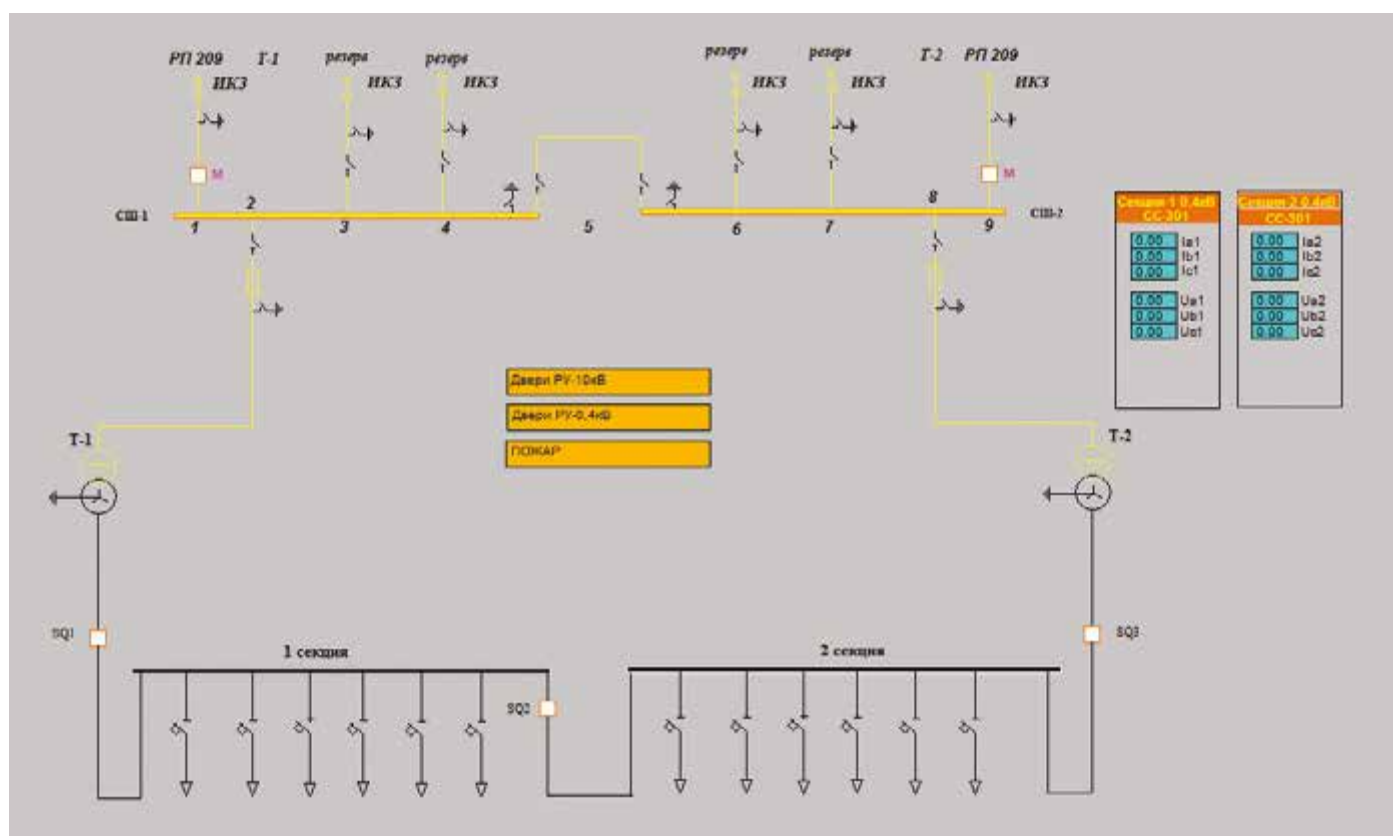 РП 209 Т-1 резерв резерв резерв резерв Т-2 РП 209
ИКЗ ИКЗ ИКЗ ИКЗ ИКЗ ИКЗ
М М
СШ-1 2 8 СШ-2
1 3 4 5 6 7 9
Секция 1 0,4кВ
СС-301
0.00 Ia1
0.00 Ib1
0.00 Ic1
0.00 Ua1
0.00 Ub1
0.00 Uc1
Секция 2 0,4кВ
СС-301
0.00 Ia2
0.00 Ib2
0.00 Ic2
0.00 Ua2
0.00 Ub2
0.00 Uc2
Двери РУ-10кВ
Двери РУ-0,4кВ
ПОЖАР
Т-1 Т-2
SQ1 SQ3
1 секция 2 секция
SQ2